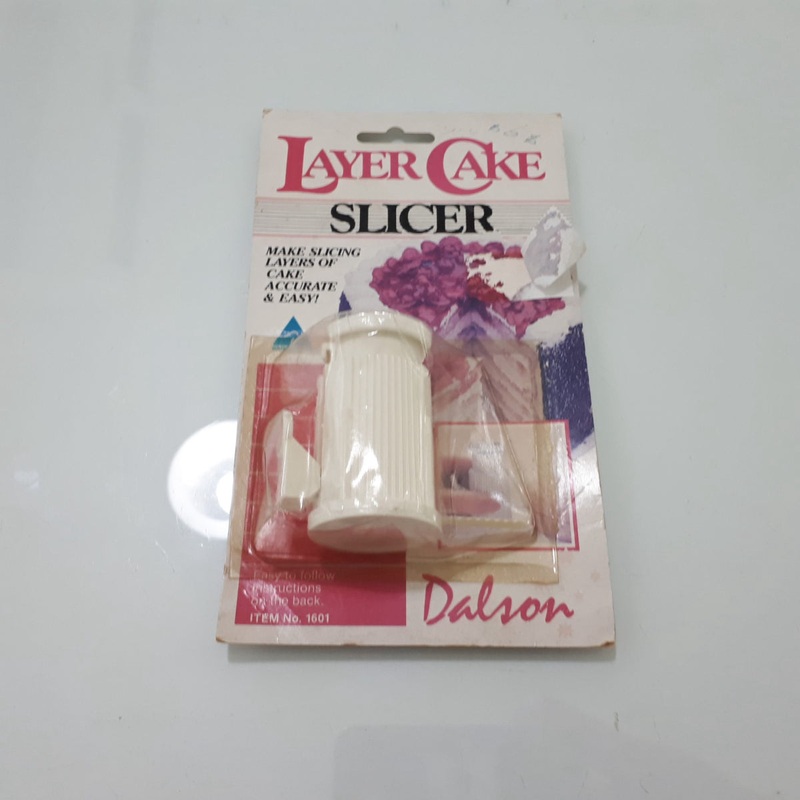 LAYER CAKE
SLICER
MAKE SLICING
LAYERS OF
CAKE
ACCURATE
& EASY!
Easy to follow
instructions
on the back.
ITEM No. 1601
Dalson